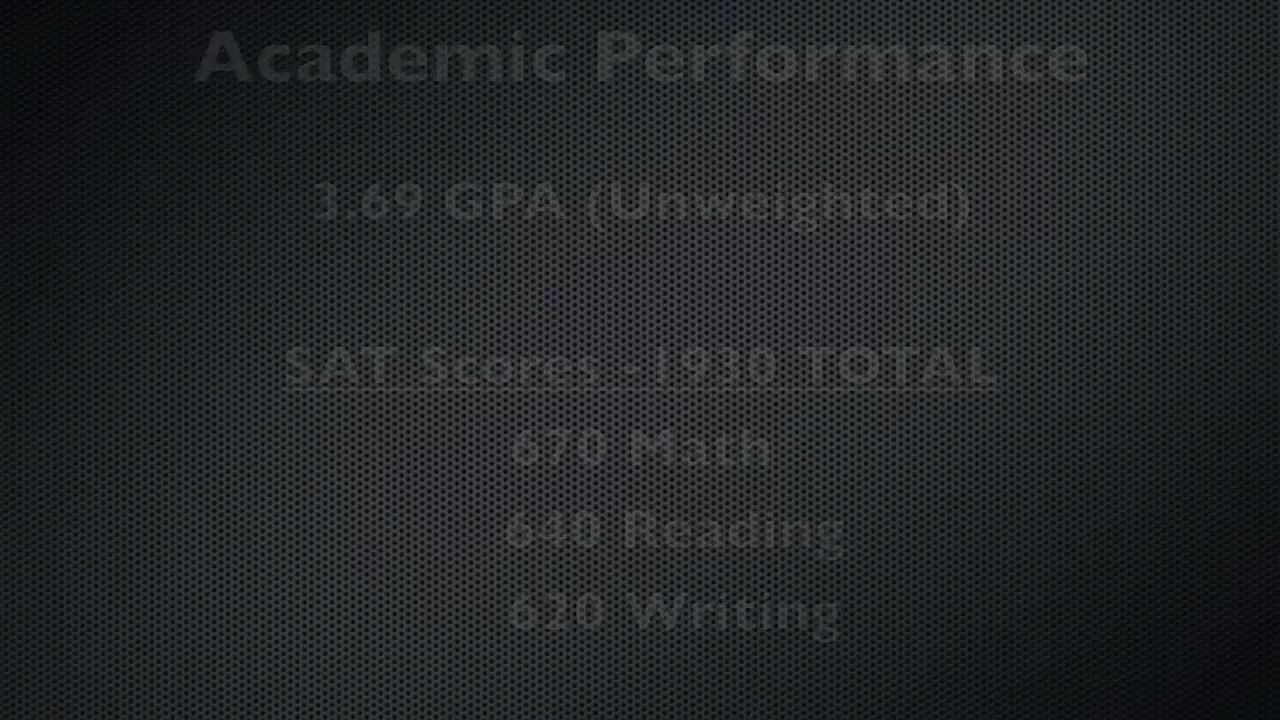 Academic Performance
3.69 GPA (Unweighted)
SAT Scores - 1930 TOTAL
670 Math
640 Reading
620 Writing